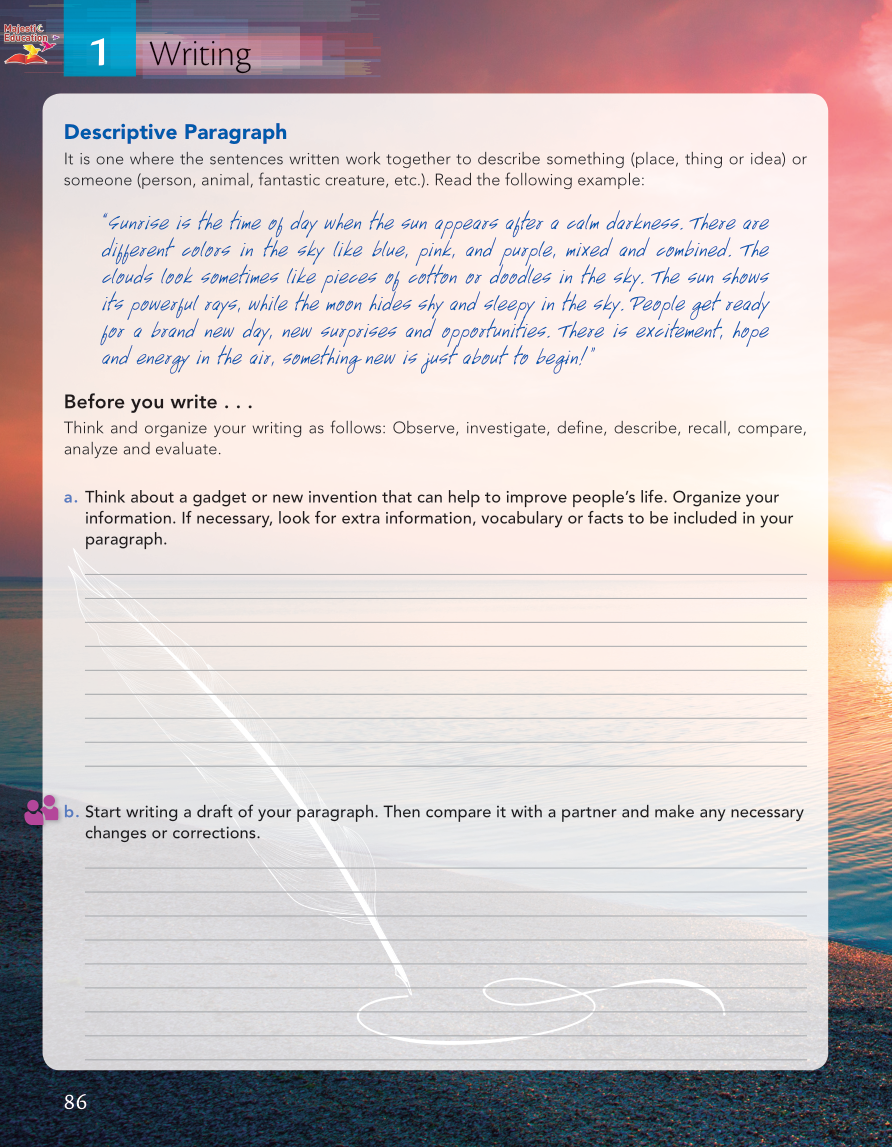 Majestic
Education
1
Writing
Descriptive Paragraph
It is one where the sentences written work together to describe something (place, thing or idea) or
someone (person, animal, fantastic creature, etc.). Read the following example:
"Sunrise is the time of day when the sun appears after a calm darkness. There are
different colors in the sky like blue, pink, and purple, mixed and combined. The
clouds look sometimes like pieces of cotton or doodles in the sky. The sun shows
its powerful rays, while the moon hides shy and sleepy in the sky. People get ready
for a brand new day, new surprises and opportunities. There is excitement, hope
and energy in the air, something new is just about to begin!"
Before you write . . .
Think and organize your writing as follows: Observe, investigate, define, describe, recall, compare,
analyze and evaluate.
a. Think about a gadget or new invention that can help to improve people's life. Organize your
information. If necessary, look for extra information, vocabulary or facts to be included in your
paragraph.
b. Start writing a draft of your paragraph. Then compare it with a partner and make any necessary
changes or corrections.
86